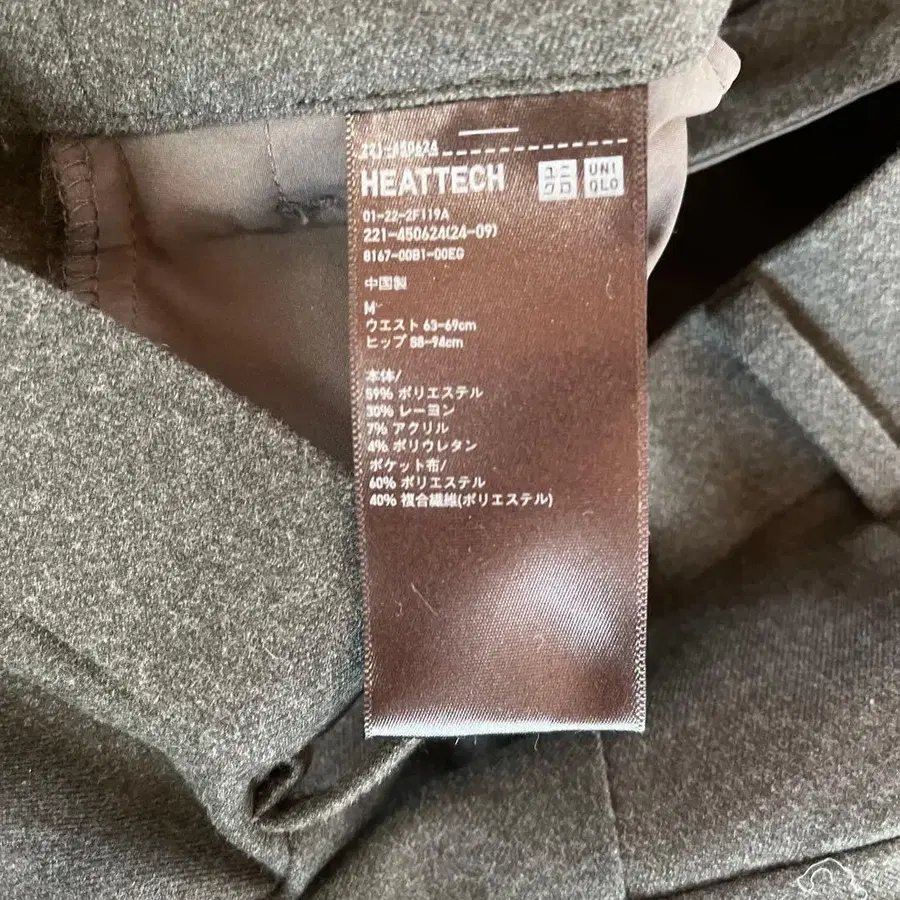 221-450624
HEATTECH
ユニクロ
UNIQLO
01-22-2F119A
221-450624(24-09)
8167-00B1-00EG
中国製
M
ウエスト 63-69cm
ヒップ 88-94cm
本体/
59% ポリエステル
30% レーヨン
7% アクリル
4% ポリウレタン
ポケット布/
60% ポリエステル
40% 複合繊維(ポリエステル)